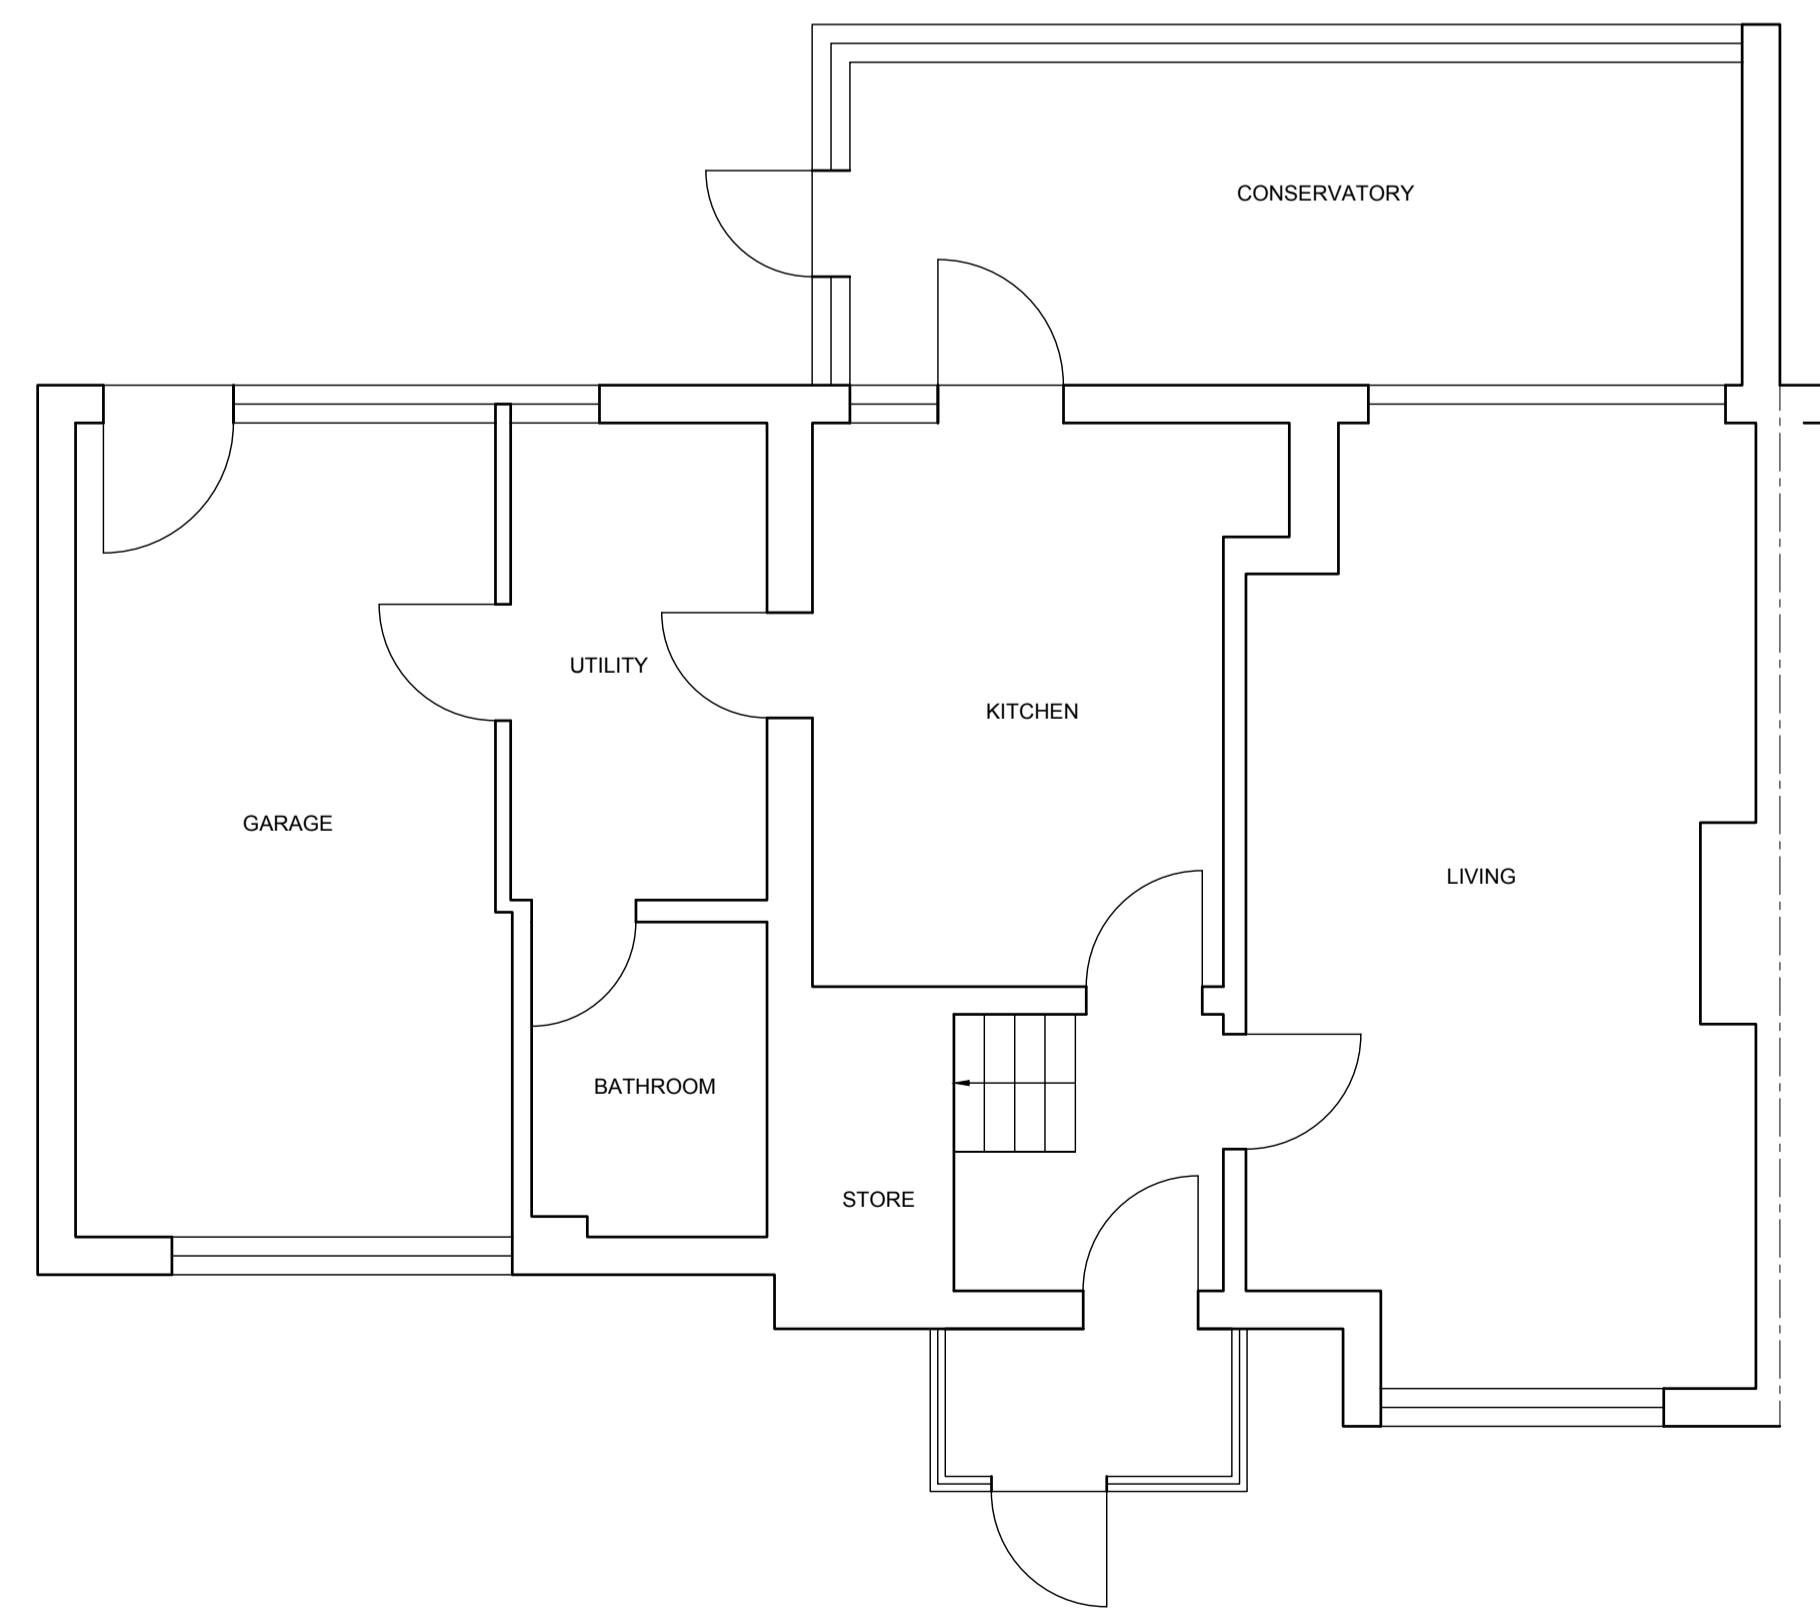 CONSERVATORY
UTILITY
KITCHEN
GARAGE
LIVING
BATHROOM
STORE